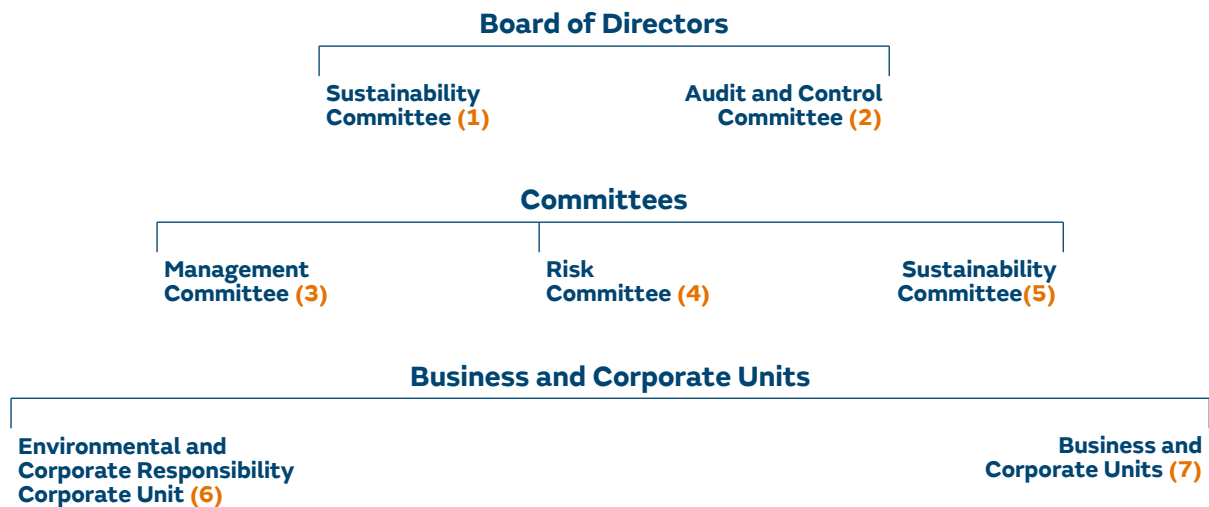 Board of Directors
Sustainability
Committee (1)
Audit and Control
Committee (2)
Committees
Management
Committee (3)
Risk
Committee (4)
Sustainability
Committee(5)
Business and Corporate Units
Environmental and
Corporate Responsibility
Corporate Unit (6)
Business and
Corporate Units (7)